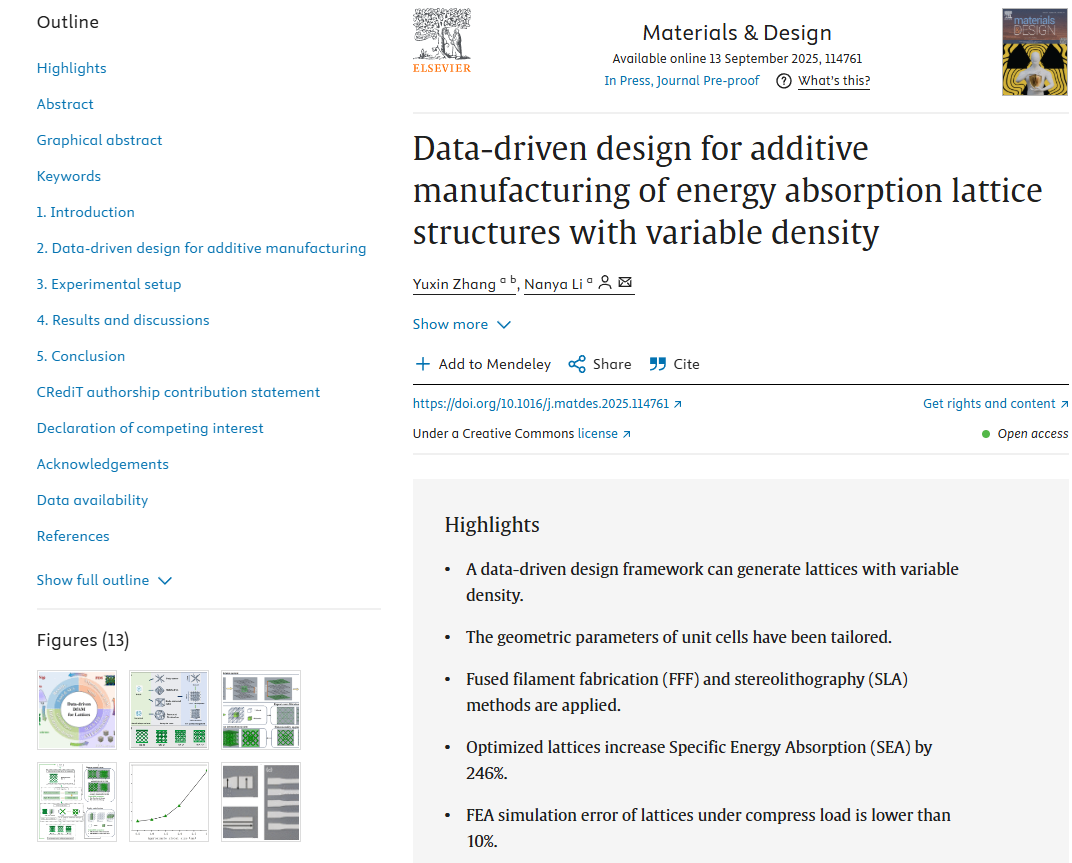 Outline
Highlights
Abstract
Graphical abstract
Keywords
1. Introduction
2. Data-driven design for additive manufacturing
3. Experimental setup
4. Results and discussions
5. Conclusion
CRediT authorship contribution statement
Declaration of competing interest
Acknowledgements
Data availability
References
Show full outline
Figures (13)
Data-driven
DfAM
for Lattices
ELSEVIER
Materials & Design
Available online 13 September 2025, 114761
In Press, Journal Pre-proof
What's this?
materials
DESIGN
Data-driven design for additive
manufacturing of energy absorption lattice
structures with variable density
Yuxin Zhang a b, Nanya Li a
Show more
Add to Mendeley
Share
Cite
https://doi.org/10.1016/j.matdes.2025.114761
Get rights and content
Under a Creative Commons license
Open access
Highlights
• A data-driven design framework can generate lattices with variable
density.
• The geometric parameters of unit cells have been tailored.
• Fused filament fabrication (FFF) and stereolithography (SLA)
methods are applied.
• Optimized lattices increase Specific Energy Absorption (SEA) by
246%.
• FEA simulation error of lattices under compress load is lower than
10%.